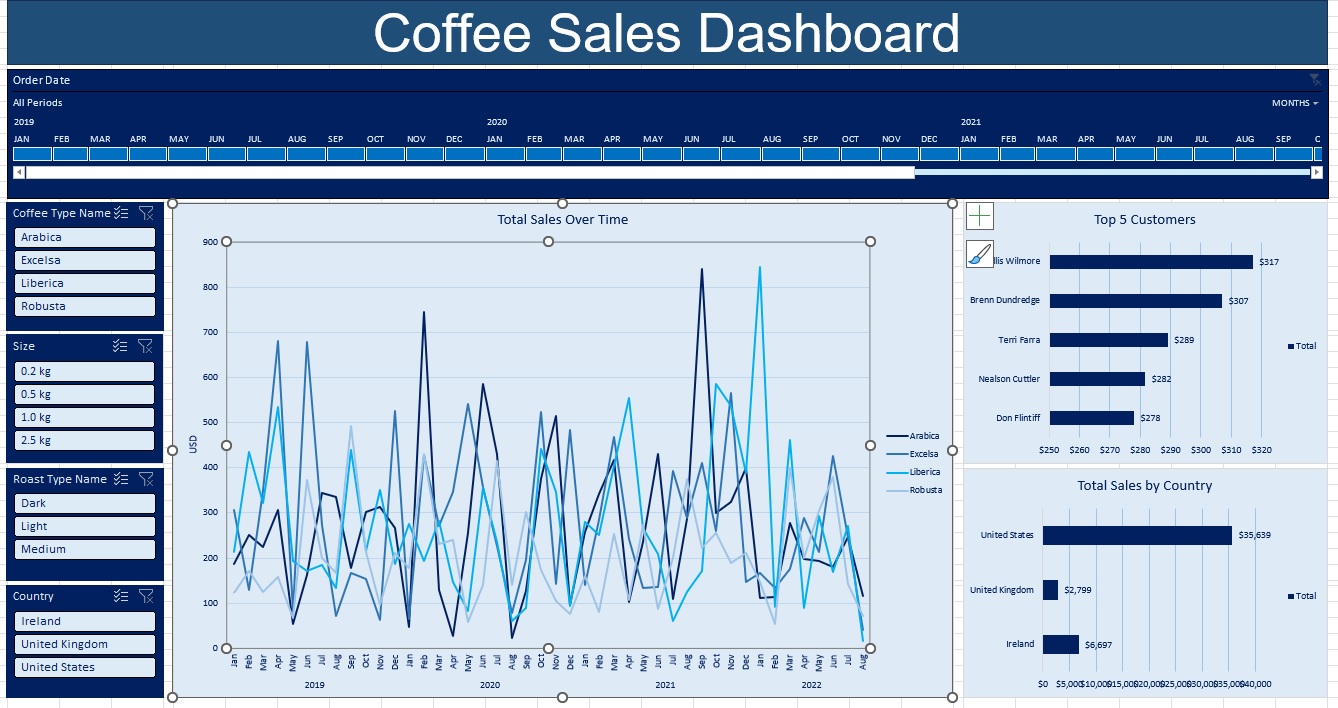 Coffee Sales Dashboard
Order Date
All Periods
MONTHS
2019 2020 2021
JAN FEB MAR APR MAY JUN JUL AUG SEP OCT NOV DEC JAN FEB MAR APR MAY JUN JUL AUG SEP OCT NOV DEC JAN FEB MAR APR MAY JUN JUL AUG SEP O
Coffee Type Name
Arabica
Excelsa
Liberica
Robusta
Size
0.2 kg
0.5 kg
1.0 kg
2.5 kg
Roast Type Name
Dark
Light
Medium
Country
Ireland
United Kingdom
United States
Total Sales Over Time
USD
900
800
700
600
500
400
300
200
100
0
Jan Feb Mar Apr May Jun Jul Aug Sep Oct Nov Dec Jan Feb Mar Apr May Jun Jul Aug Sep Oct Nov Dec Jan Feb Mar Apr May Jun Jul Aug Sep Oct Nov Dec Jan Feb Mar Apr May Jun Jul Aug
2019 2020 2021 2022
Arabica
Excelsa
Liberica
Robusta
Top 5 Customers
llis Wilmore $317
Brenn Dundredge $307
Terri Farra $289
Nealson Cuttler $282
Don Flintiff $278
Total
$250 $260 $270 $280 $290 $300 $310 $320
Total Sales by Country
United States $35,639
United Kingdom $2,799
Ireland $6,697
Total
$0 $5,000 $10,000 $15,000 $20,000 $25,000 $30,000 $35,000 $40,000